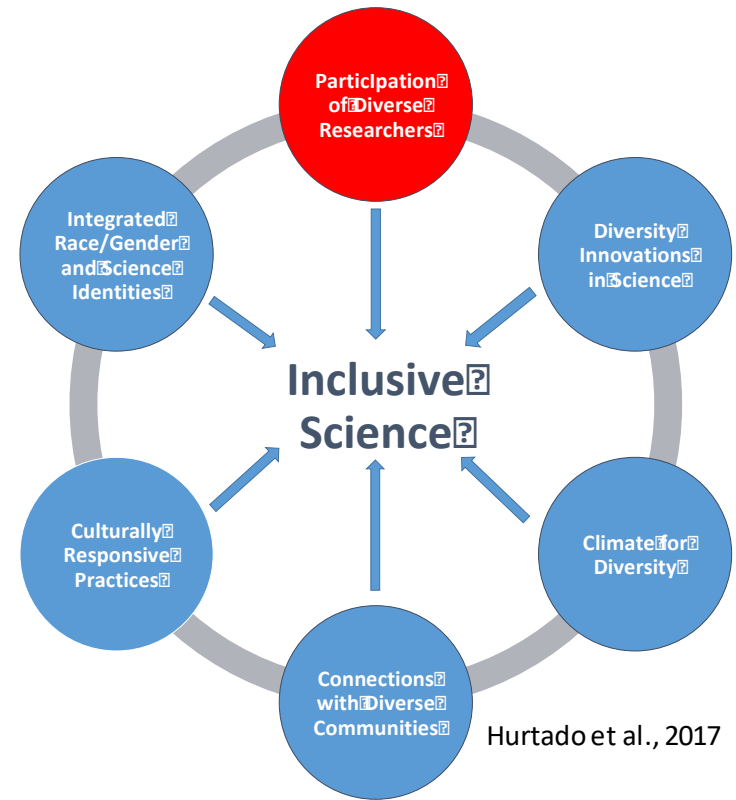 ParticIpation⍰
of⍰Diverse⍰
Researchers⍰
Integrated⍰
Race/Gender⍰
and⍰Science⍰
Identities⍰
Diversity⍰
Innovations⍰
in⍰Science⍰
Inclusive⍰
Science⍰
Culturally⍰
Responsive⍰
Practices⍰
Climate⍰for⍰
Diversity⍰
Connections⍰
with⍰Diverse⍰
Communities⍰
Hurtado et al., 2017